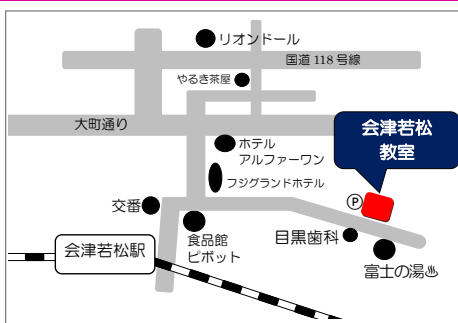 リオンドール
国道118号線
やるき茶屋
大町通り
会津若松
教室
ホテル
アルファーワン
フジグランドホテル
P
交番
食品館
ピボット
目黒歯科
会津若松駅
富士の湯♨